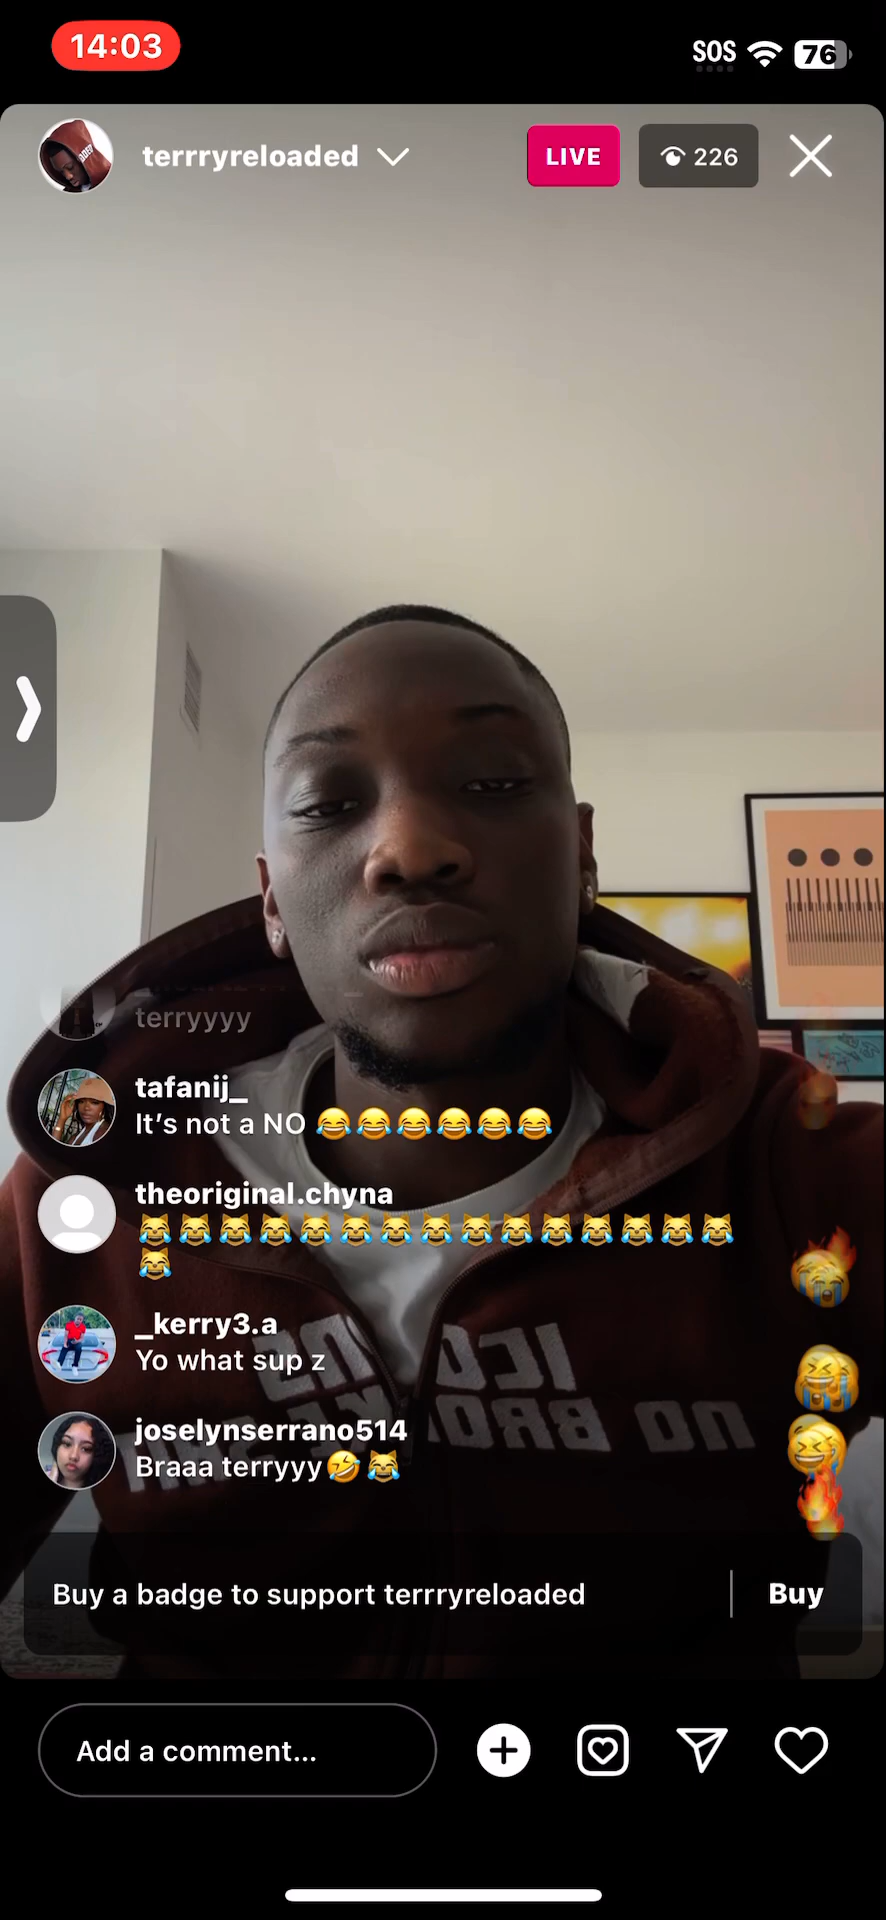 14:03
SOS
76
terrryreloaded
LIVE
226
terryyyy
tafanij_
It’s not a NO 😂😂😂😂😂😂
theoriginal.chyna
😹😹😹😹😹😹😹😹😹😹😹😹😹😹😹
😹
_kerry3.a
Yo what sup z
joselynserrano514
Braaa terryyy🤣😹
Buy a badge to support terrryreloaded
Buy
Add a comment...